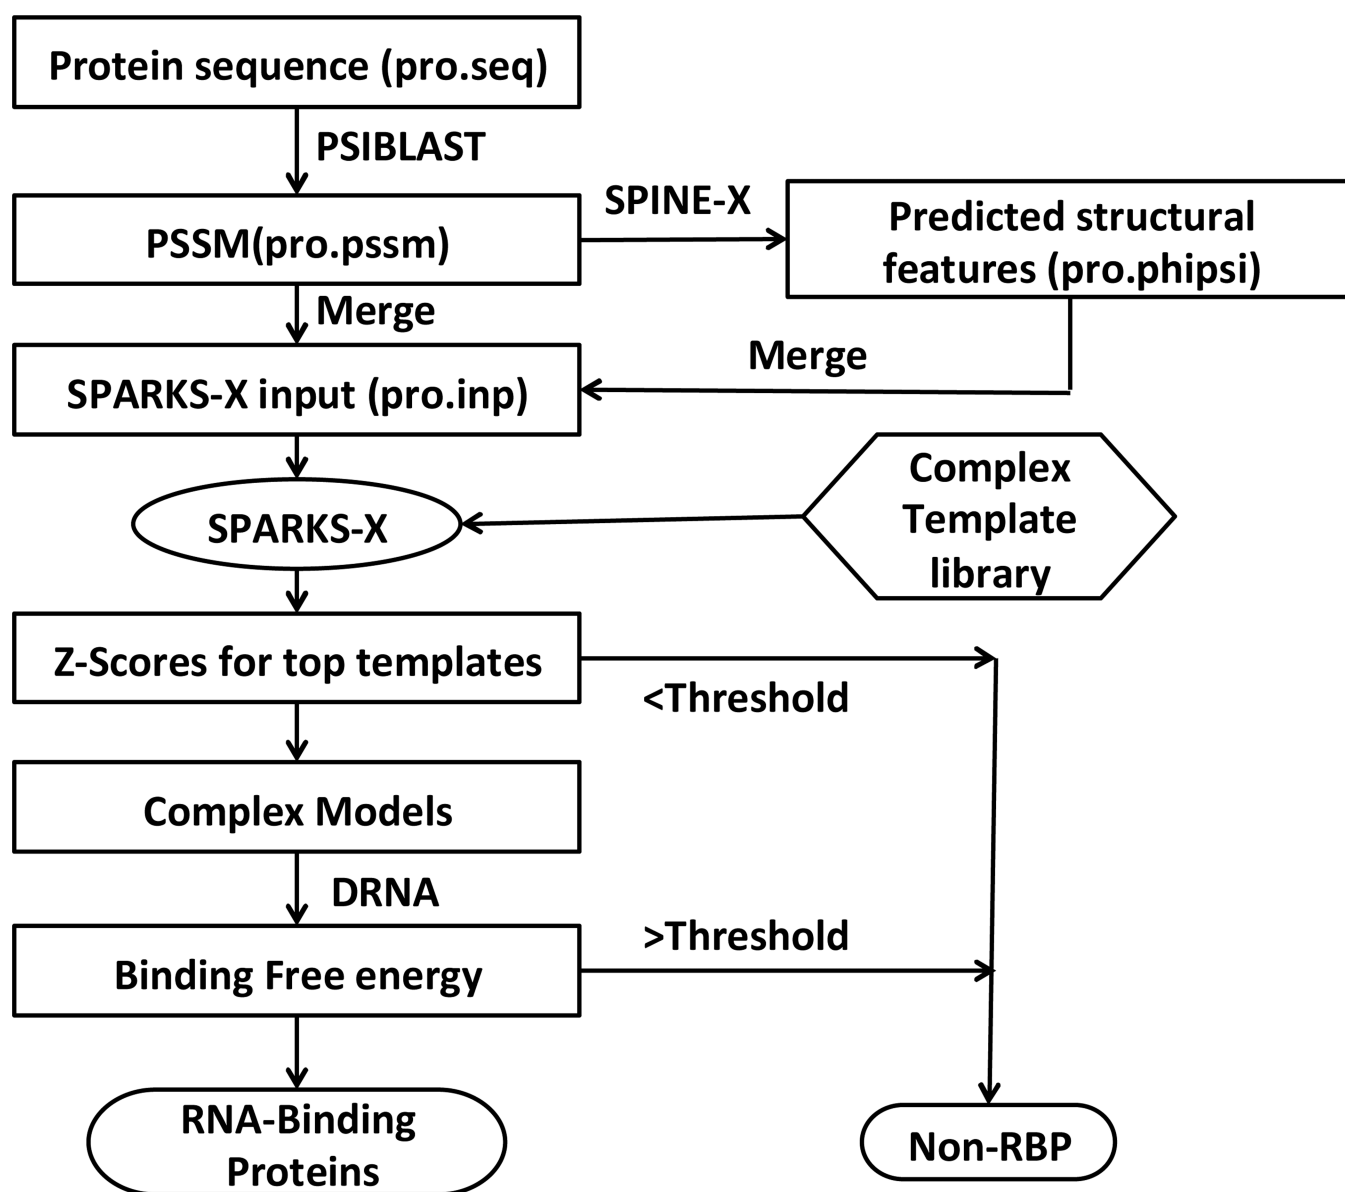 Protein sequence (pro.seq)
PSIBLAST
SPINE-X
PSSM(pro.pssm)
Predicted structural
features (pro.phipsi)
Merge
Merge
SPARKS-X input (pro.inp)
Complex
Template
library
SPARKS-X
Z-Scores for top templates
<Threshold
Complex Models
DRNA
>Threshold
Binding Free energy
RNA-Binding
Proteins
Non-RBP